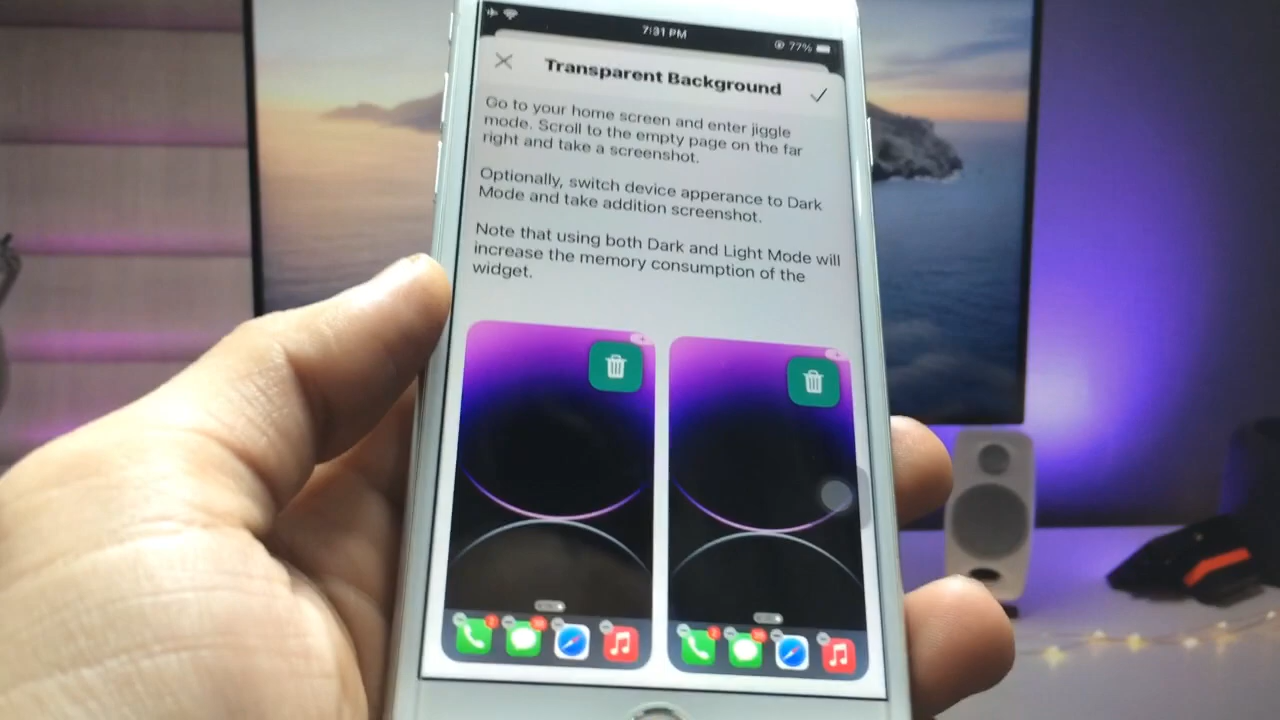 7:31 PM
77%
Transparent Background
Go to your home screen and enter jiggle
mode. Scroll to the empty page on the far
right and take a screenshot.
Optionally, switch device apperance to Dark
Mode and take addition screenshot.
Note that using both Dark and Light Mode will
increase the memory consumption of the
widget.